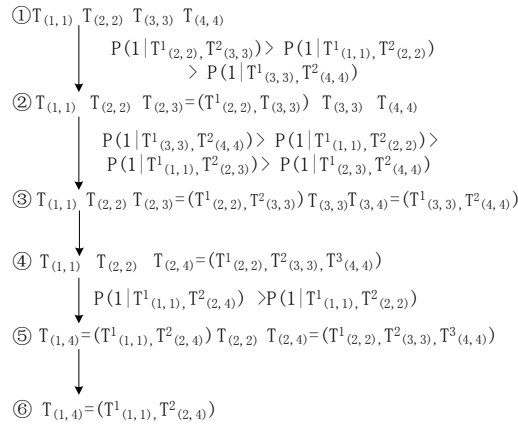 ①T(1,1) T(2,2) T(3,3) T(4,4)
P(1|T¹(2,2),T²(3,3))> P(1|T¹(1,1),T²(2,2))
> P(1|T¹(3,3),T²(4,4))
②T(1,1) T(2,2) T(2,3)=(T¹(2,2),T(3,3)) T(3,3) T(4,4)
P(1|T¹(3,3),T²(4,4))> P(1|T¹(1,1),T²(2,2))>
P(1|T¹(1,1),T²(2,3))> P(1|T¹(2,3),T²(4,4))
③T(1,1) T(2,2) T(2,3)=(T¹(2,2),T²(3,3)) T(3,3)T(3,4)=(T¹(3,3),T²(4,4))
④ T(1,1) T(2,2) T(2,4)=(T¹(2,2),T²(3,3),T³(4,4))
P(1|T¹(1,1),T²(2,4)) >P(1|T¹(1,1),T²(2,2))
⑤ T(1,4)=(T¹(1,1),T²(2,4)) T(2,2) T(2,4)=(T¹(2,2),T²(3,3),T³(4,4))
⑥ T(1,4)=(T¹(1,1),T²(2,4))